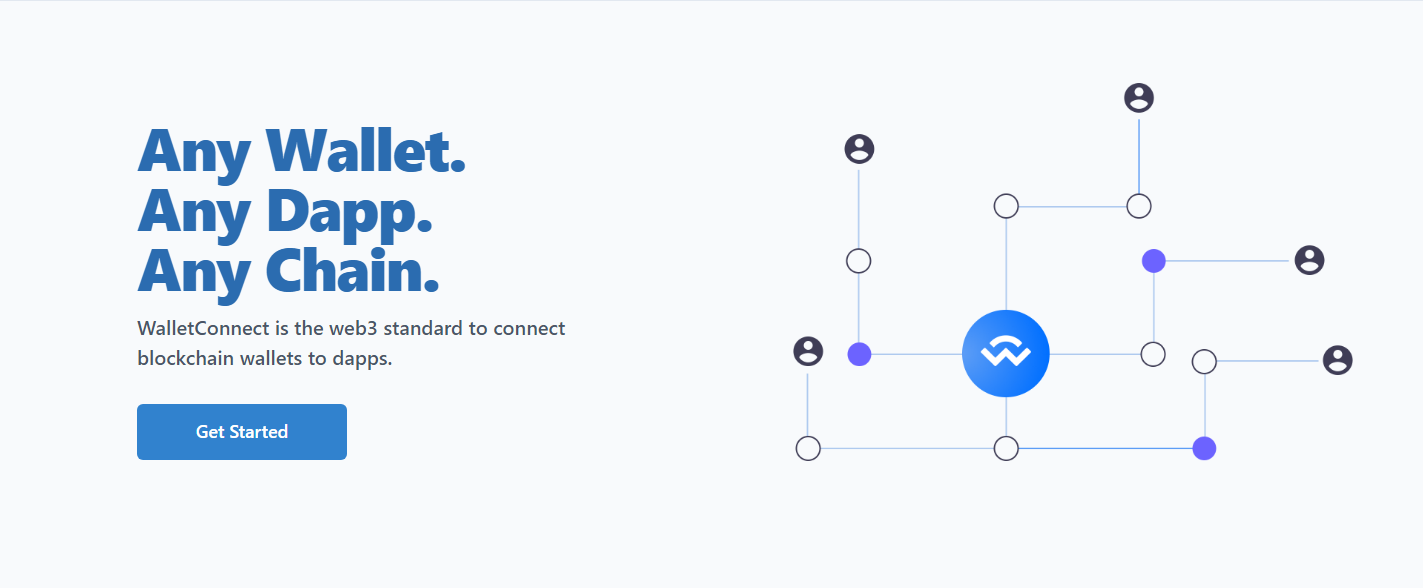 Any Wallet.
Any Dapp.
Any Chain.
WalletConnect is the web3 standard to connect
blockchain wallets to dapps.
Get Started